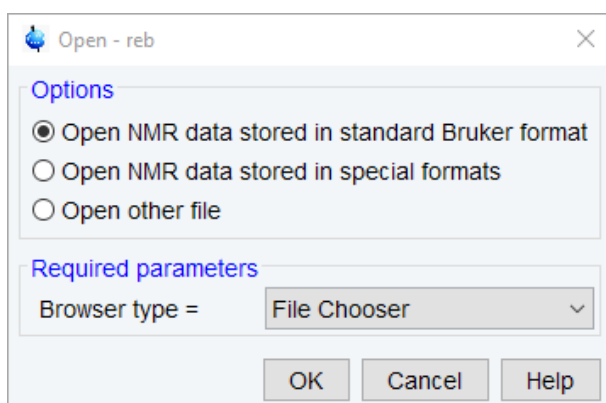 Open - reb
Options
Open NMR data stored in standard Bruker format
Open NMR data stored in special formats
Open other file
Required parameters
Browser type = File Chooser
OK Cancel Help